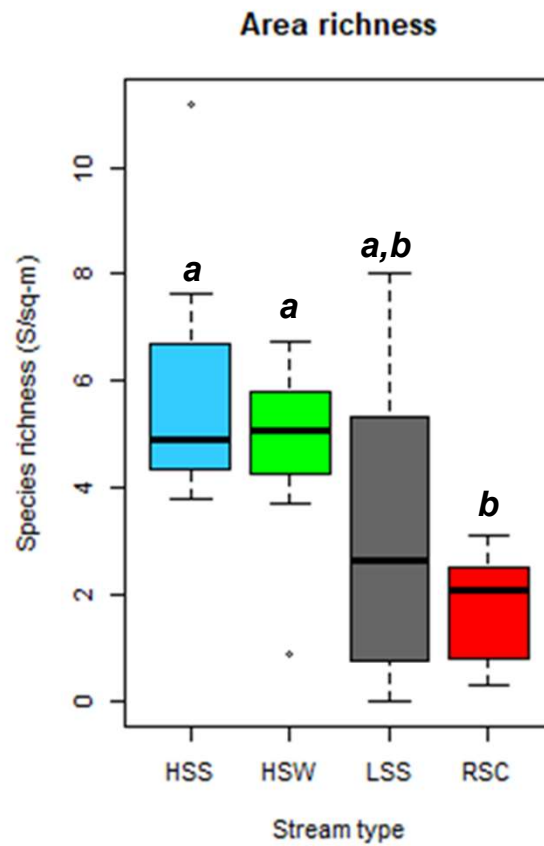 Area richness
Species richness (S/sq-m)
10
8
6
4
2
0
a
a
a,b
b
HSS HSW LSS RSC
Stream type